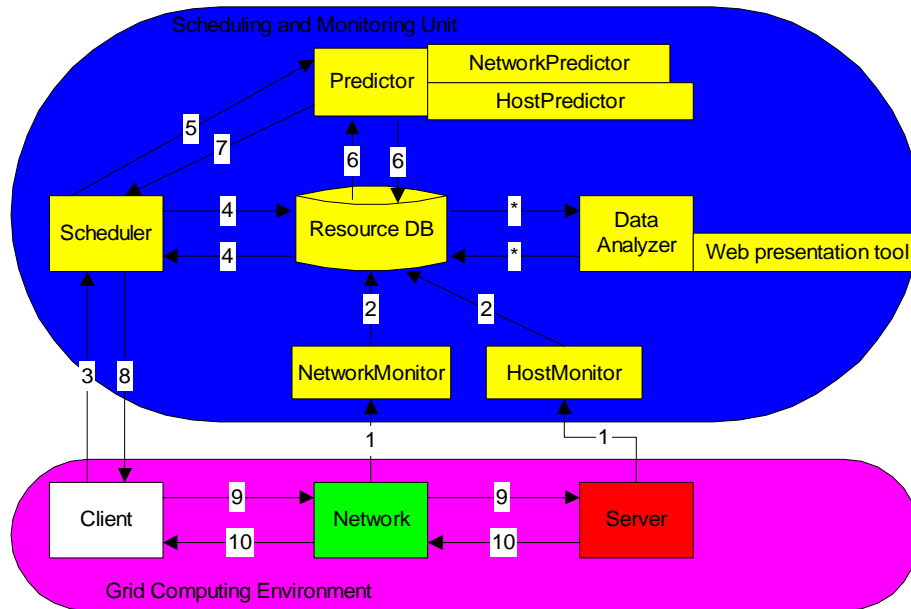 Scheduling and Monitoring Unit
NetworkPredictor
Predictor
HostPredictor
5
7
6
6
Scheduler
4
4
Resource DB
*
*
Data
Analyzer
Web presentation tool
2
2
NetworkMonitor
HostMonitor
3
8
1
1
Client
9
10
Network
9
10
Server
Grid Computing Environment